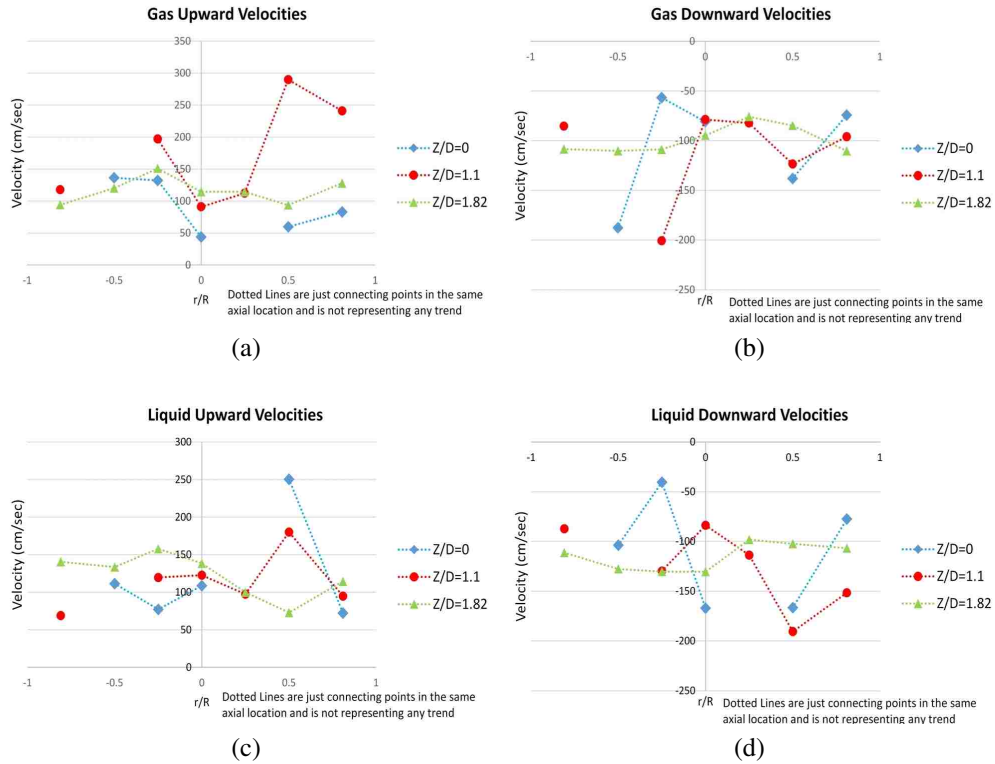 Gas Upward Velocities
350
300
250
200
150
100
50
0
-1
-0.5
0
0.5
1
Velocity (cm/sec)
r/R
Z/D=0
Z/D=1.1
Z/D=1.82
Dotted Lines are just connecting points in the same
axial location and is not representing any trend
(a)
Gas Downward Velocities
-0
-50
-100
-150
-200
-250
-1
-0.5
0
0.5
1
Velocity (cm/sec)
r/R
Z/D=0
Z/D=1.1
Z/D=1.82
Dotted Lines are just connecting points in the same
axial location and is not representing any trend
(b)
Liquid Upward Velocities
300
250
200
150
100
50
0
-1
-0.5
0
0.5
1
Velocity (cm/sec)
r/R
Z/D=0
Z/D=1.1
Z/D=1.82
Dotted Lines are just connecting points in the same
axial location and is not representing any trend
(c)
Liquid Downward Velocities
-0
-50
-100
-150
-200
-250
-1
-0.5
0
0.5
1
Velocity (cm/sec)
r/R
Z/D=0
Z/D=1.1
Z/D=1.82
Dotted Lines are just connecting points in the same
axial location and is not representing any trend
(d)